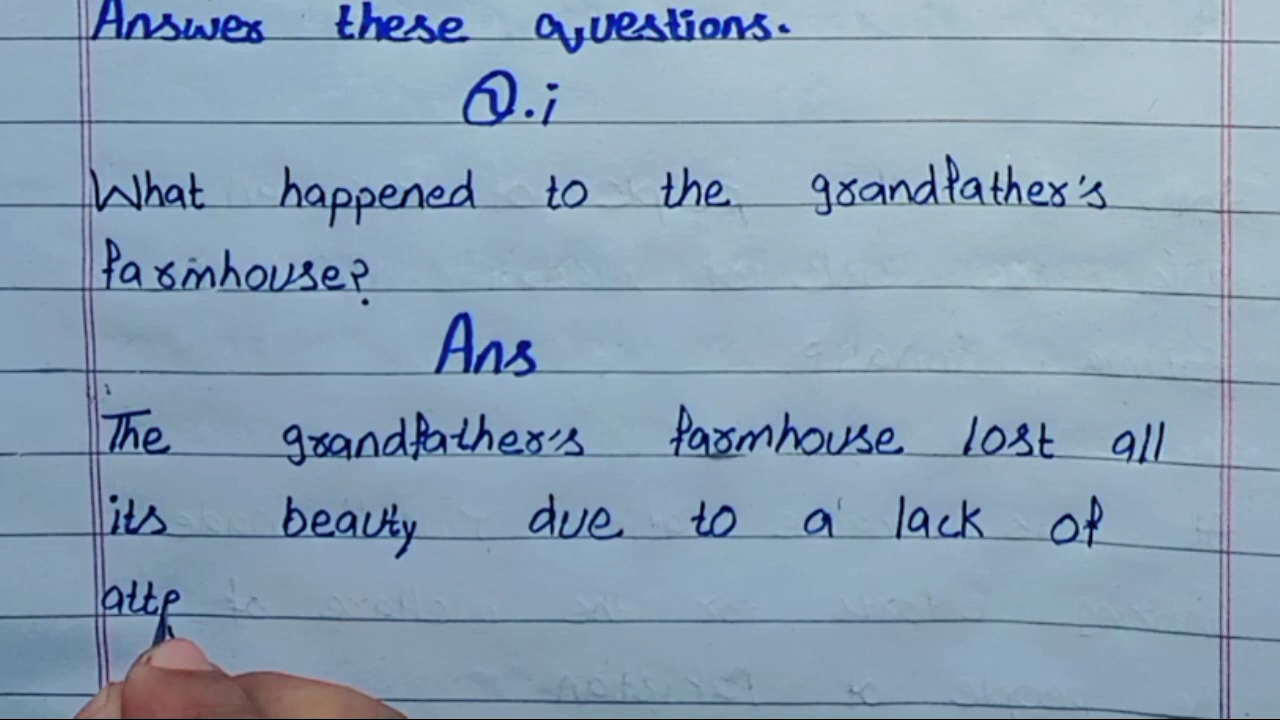 Answer these questions.
Q.i
What happened to the grandfather's
farmhouse?
Ans
The grandfather's farmhouse lost all
its beauty due to a lack of
atte